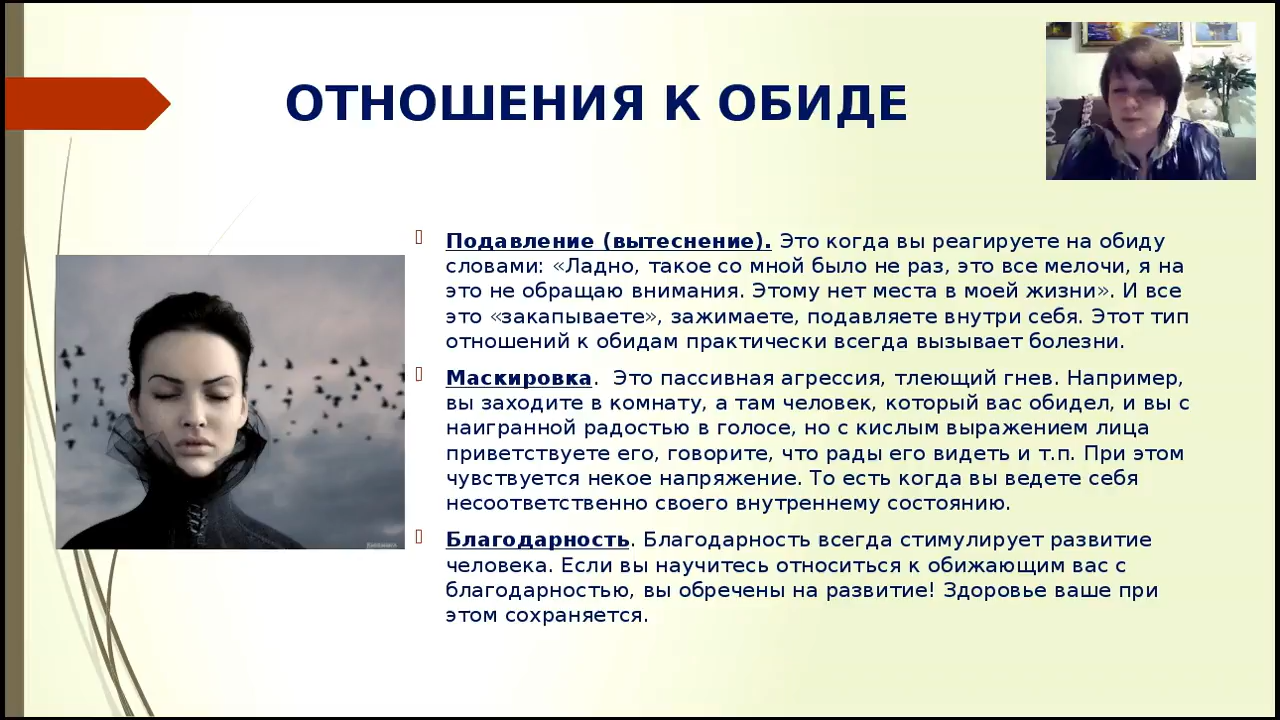 ОТНОШЕНИЯ К ОБИДЕ
Подавление (вытеснение). Это когда вы реагируете на обиду
словами: «Ладно, такое со мной было не раз, это все мелочи, я на
это не обращаю внимания. Этому нет места в моей жизни». И все
это «закапываете», зажимаете, подавляете внутри себя. Этот тип
отношений к обидам практически всегда вызывает болезни.
Маскировка.  Это пассивная агрессия, тлеющий гнев. Например,
вы заходите в комнату, а там человек, который вас обидел, и вы с
наигранной радостью в голосе, но с кислым выражением лица
приветствуете его, говорите, что рады его видеть и т.п. При этом
чувствуется некое напряжение. То есть когда вы ведете себя
несоответственно своего внутреннему состоянию.
Благодарность. Благодарность всегда стимулирует развитие
человека. Если вы научитесь относиться к обижающим вас с
благодарностью, вы обречены на развитие! Здоровье ваше при
этом сохраняется.